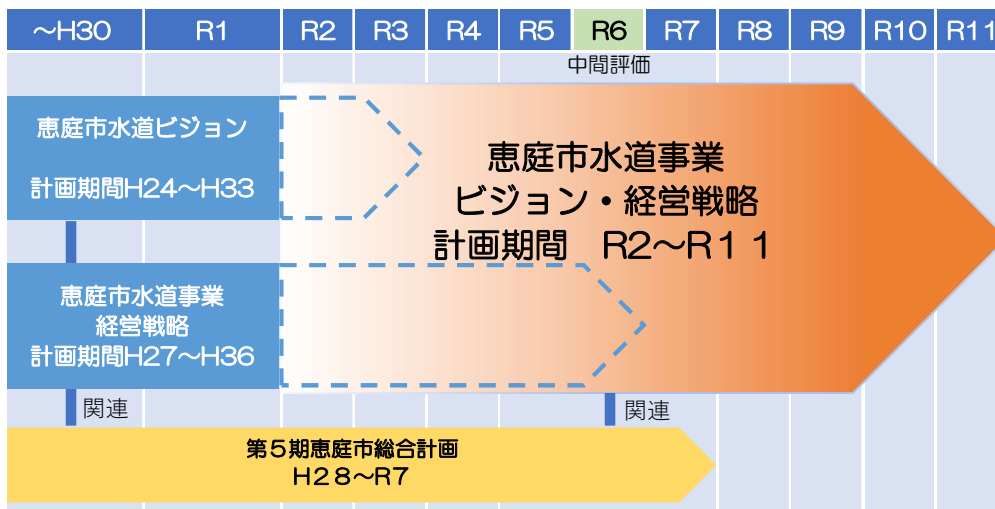 ～H30 R1 R2 R3 R4 R5 R6 R7 R8 R9 R10 R11
中間評価
恵庭市水道ビジョン
計画期間H24～H33
恵庭市水道事業
ビジョン・経営戦略
計画期間　R2～R１１
恵庭市水道事業
経営戦略
計画期間H27～H36
関連
関連
第５期恵庭市総合計画
H２８～R７